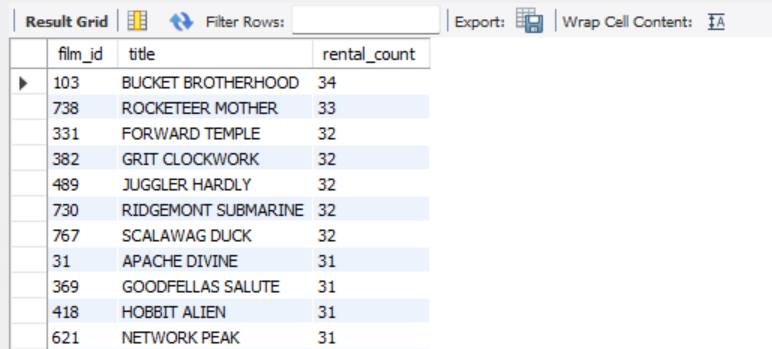 Result Grid Filter Rows: Export: Wrap Cell Content: IA
film_id title rental_count
103 BUCKET BROTHERHOOD 34
738 ROCKETEER MOTHER 33
331 FORWARD TEMPLE 32
382 GRIT CLOCKWORK 32
489 JUGGLER HARDLY 32
730 RIDGEMONT SUBMARINE 32
767 SCALAWAG DUCK 32
31 APACHE DIVINE 31
369 GOODFELLAS SALUTE 31
418 HOBBIT ALIEN 31
621 NETWORK PEAK 31